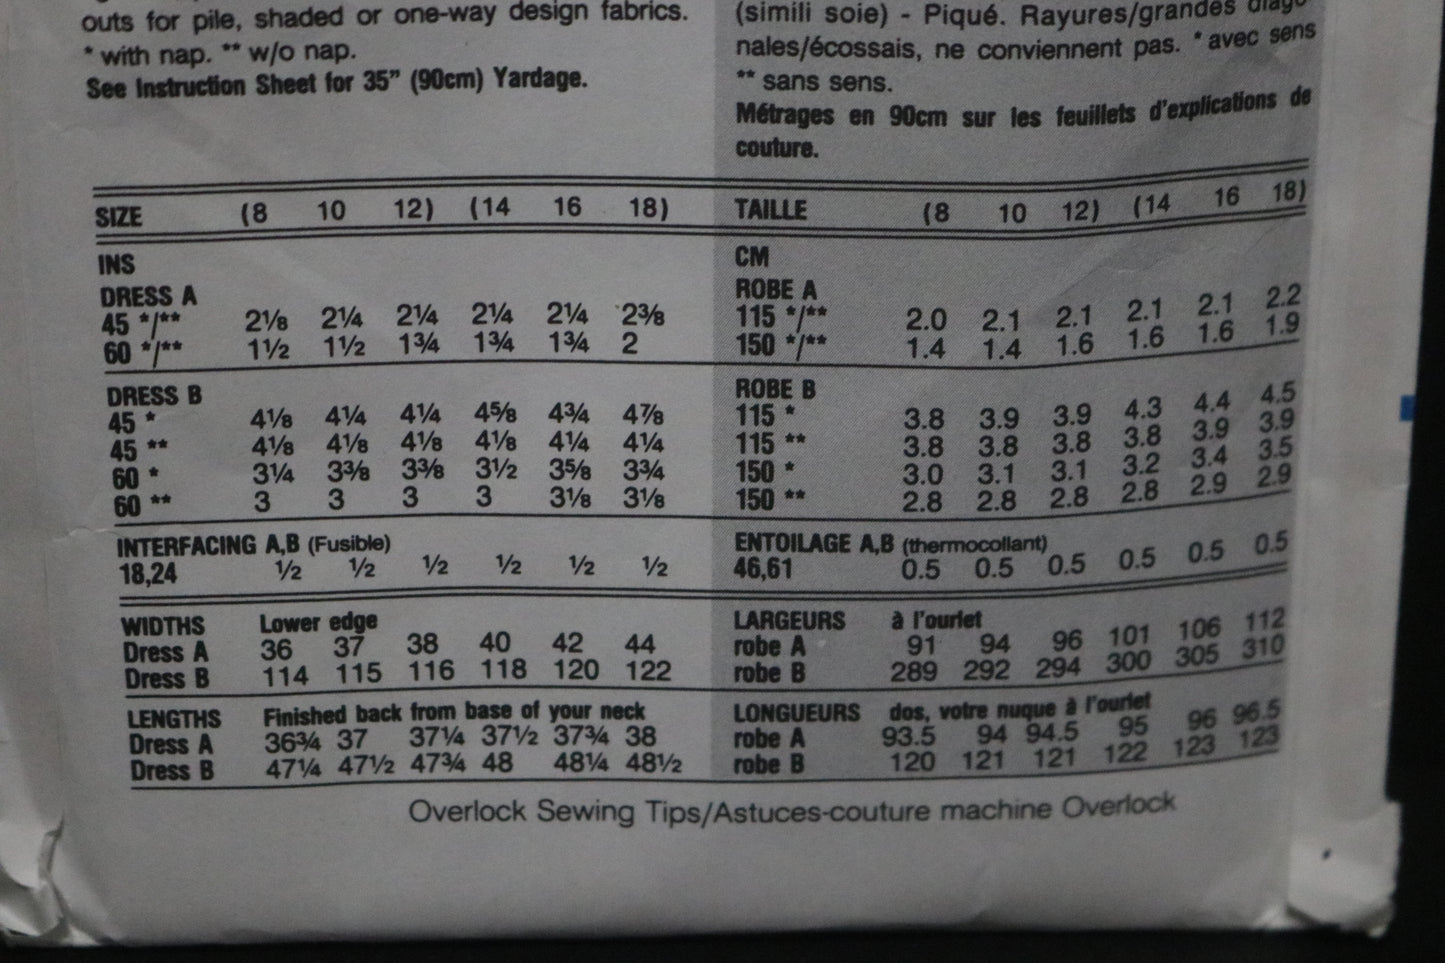 outs for pile, shaded or one-way design fabrics.
* with nap. ** w/o nap.
See Instruction Sheet for 35” (90cm) Yardage.
(simili soie) - Piqué. Rayures/grandes diago-
nales/écossais, ne conviennent pas. * avec sens
** sans sens.
Métrages en 90cm sur les feuillets d'explications de
couture.
SIZE (8 10 12) (14 16 18)
INS
DRESS A
45 */** 2⅛ 2¼ 2¼ 2¼ 2¼ 2⅜
60 */** 1½ 1½ 1¾ 1¾ 1¾ 2
DRESS B
45 * 4⅛ 4¼ 4¼ 4⅝ 4¾ 4⅞
45 ** 4⅛ 4⅛ 4⅛ 4⅛ 4¼ 4¼
60 * 3¼ 3⅜ 3⅜ 3½ 3⅝ 3¾
60 ** 3 3 3 3 3⅛ 3⅛
INTERFACING A,B (Fusible)
18,24 ½ ½ ½ ½ ½ ½
WIDTHS Lower edge
Dress A 36 37 38 40 42 44
Dress B 114 115 116 118 120 122
LENGTHS Finished back from base of your neck
Dress A 36¾ 37 37¼ 37½ 37¾ 38
Dress B 47¼ 47½ 47¾ 48 48¼ 48½
TAILLE (8 10 12) (14 16 18)
CM
ROBE A
115 */** 2.0 2.1 2.1 2.1 2.1 2.2
150 */** 1.4 1.4 1.6 1.6 1.6 1.9
ROBE B
115 * 3.8 3.9 3.9 4.3 4.4 4.5
115 ** 3.8 3.8 3.8 3.8 3.9 3.9
150 * 3.0 3.1 3.1 3.2 3.4 3.5
150 ** 2.8 2.8 2.8 2.8 2.9 2.9
ENTOILAGE A,B (thermocollant)
46,61 0.5 0.5 0.5 0.5 0.5 0.5
LARGEURS à l'ourlet
robe A 91 94 96 101 106 112
robe B 289 292 294 300 305 310
LONGUEURS dos, votre nuque à l'ourlet
robe A 93.5 94 94.5 95 96 96.5
robe B 120 121 121 122 123 123
Overlock Sewing Tips/Astuces-couture machine Overlock